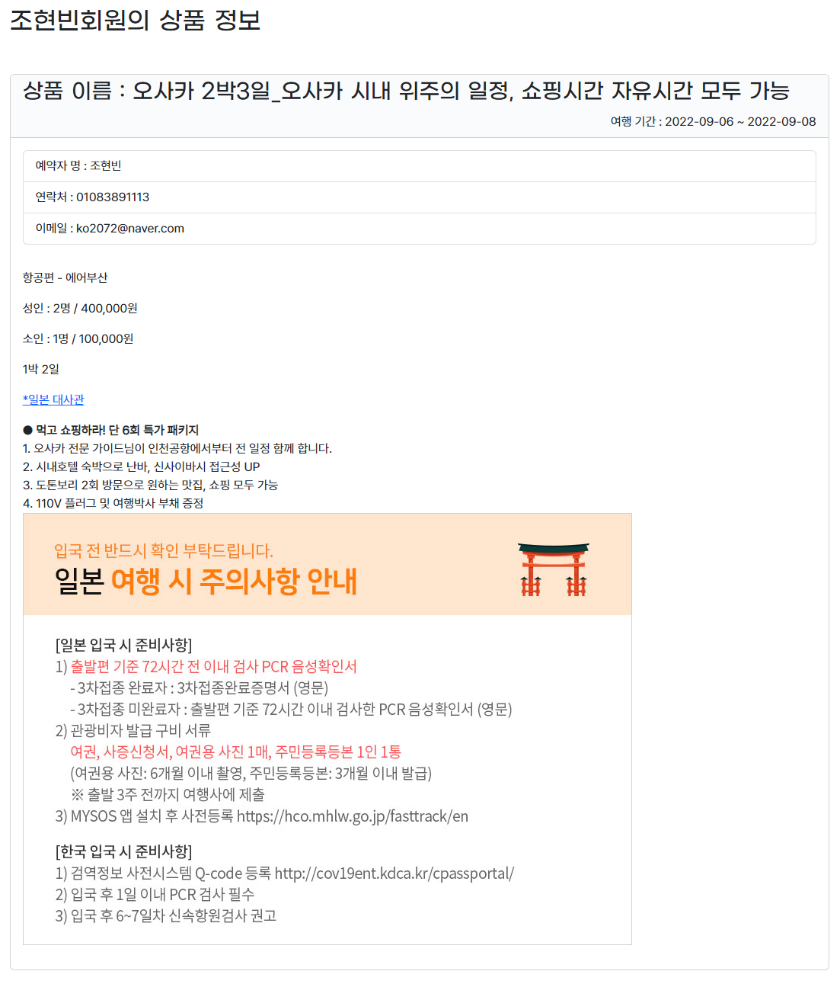 조현빈회원의 상품 정보
상품 이름 : 오사카 2박3일_오사카 시내 위주의 일정, 쇼핑시간 자유시간 모두 가능
여행 기간 : 2022-09-06 ~ 2022-09-08
예약자 명 : 조현빈
연락처 : 01083891113
이메일 : ko2072@naver.com
항공편 - 에어부산
성인 : 2명 / 400,000원
소인 : 1명 / 100,000원
1박 2일
*일본 대사관
● 먹고 쇼핑하라! 단 6회 특가 패키지
1. 오사카 전문 가이드님이 인천공항에서부터 전 일정 함께 합니다.
2. 시내호텔 숙박으로 난바, 신사이바시 접근성 UP
3. 도톤보리 2회 방문으로 원하는 맛집, 쇼핑 모두 가능
4. 110V 플러그 및 여행박사 부채 증정
입국 전 반드시 확인 부탁드립니다.
일본 여행 시 주의사항 안내
[일본 입국 시 준비사항]
1) 출발편 기준 72시간 전 이내 검사 PCR 음성확인서
- 3차접종 완료자 : 3차접종완료증명서 (영문)
- 3차접종 미완료자 : 출발편 기준 72시간 이내 검사한 PCR 음성확인서 (영문)
2) 관광비자 발급 구비 서류
여권, 사증신청서, 여권용 사진 1매, 주민등록등본 1인 1통
(여권용 사진: 6개월 이내 촬영, 주민등록등본: 3개월 이내 발급)
※ 출발 3주 전까지 여행사에 제출
3) MYSOS 앱 설치 후 사전등록 https://hco.mhlw.go.jp/fasttrack/en
[한국 입국 시 준비사항]
1) 검역정보 사전시스템 Q-code 등록 http://cov19ent.kdca.kr/cpassportal/
2) 입국 후 1일 이내 PCR 검사 필수
3) 입국 후 6~7일차 신속항원검사 권고